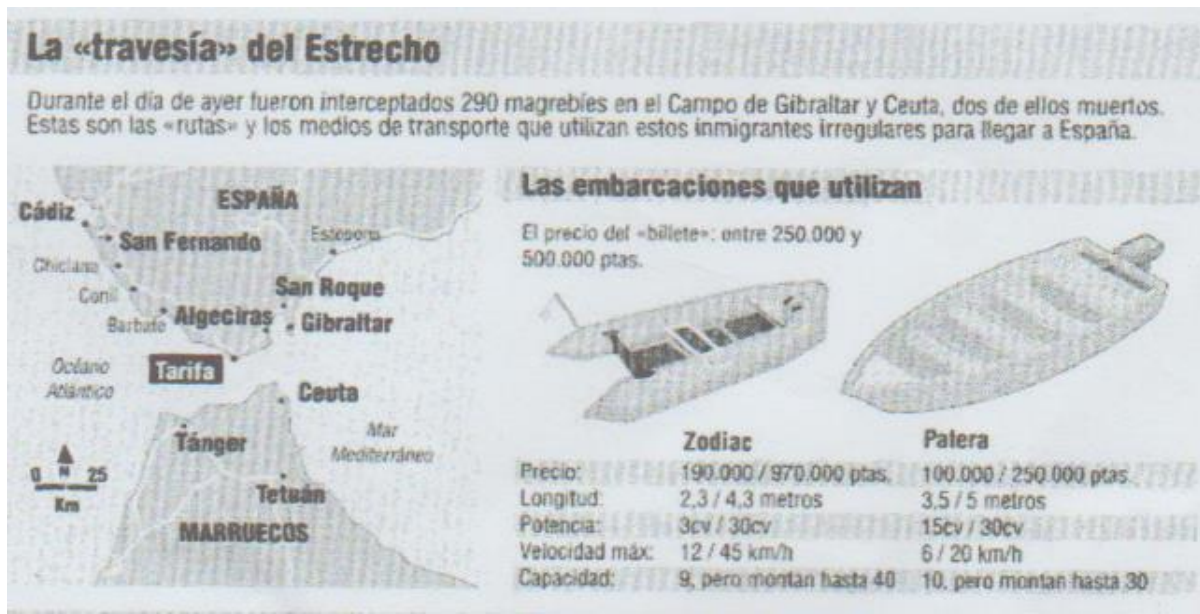 La «travesía» del Estrecho
Durante el día de ayer fueron interceptados 290 magrebíes en el Campo de Gibraltar y Ceuta, dos de ellos muertos.
Estas son las «rutas» y los medios de transporte que utilizan estos inmigrantes irregulares para llegar a España.
ESPAÑA
Cádiz
San Fernando
Estepona
Chiclana
Conil
San Roque
Barbate
Algeciras
Gibraltar
Océano
Atlántico
Tarifa
Ceuta
Tánger
Mar
Mediterráneo
0 N 25
Km
Tetuán
MARRUECOS
Las embarcaciones que utilizan
El precio del «billete»: entre 250.000 y
500.000 ptas.
Zodiac Patera
Precio: 190.000 / 970.000 ptas. 100.000 / 250.000 ptas.
Longitud: 2,3 / 4,3 metros 3,5 / 5 metros
Potencia: 3cv / 30cv 15cv / 30cv
Velocidad máx: 12 / 45 km/h 6 / 20 km/h
Capacidad: 9, pero montan hasta 40 10, pero montan hasta 30